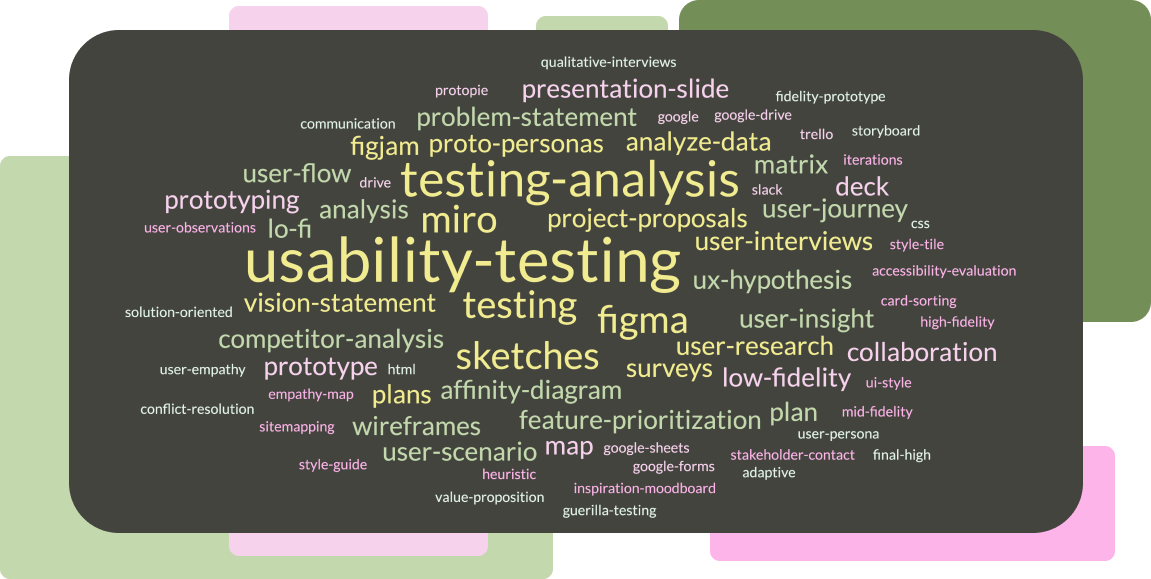 qualitative-interviews
protopie presentation-slide fidelity-prototype
communication problem-statement google google-drive
figjam proto-personas analyze-data trello storyboard
user-flow drive testing-analysis matrix iterations
prototyping analysis slack deck
user-observations lo-fi miro project-proposals user-journey css
usability-testing user-interviews style-tile
ux-hypothesis accessibility-evaluation
solution-oriented vision-statement testing card-sorting
figma user-insight high-fidelity
competitor-analysis sketches user-research collaboration
user-empathy prototype html surveys low-fidelity ui-style
empathy-map plans affinity-diagram
conflict-resolution wireframes feature-prioritization plan mid-fidelity
sitemapping user-persona
user-scenario map google-sheets stakeholder-contact final-high
style-guide heuristic google-forms adaptive
value-proposition inspiration-moodboard
guerilla-testing